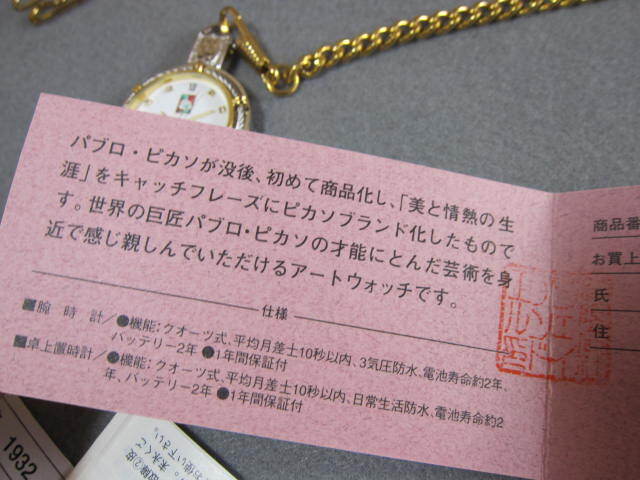 パブロ・ピカソが没後、初めて商品化し、「美と情熱の生
涯」をキャッチフレーズにピカソブランド化したもので
す。世界の巨匠パブロ・ピカソの才能にとんだ芸術を身
近で感じ親しんでいただけるアートウォッチです。
仕様
■腕時計/●機能:クオーツ式、平均月差±10秒以内、3気圧防水、電池寿命約2年、
バッテリー2年 ●1年間保証付
■卓上置時計/●機能:クオーツ式、平均月差±10秒以内、日常生活防水、電池寿命約2
年、バッテリー2年 ●1年間保証付
商品番
お買上
氏
住
1932
お使い下さい。
末永くご